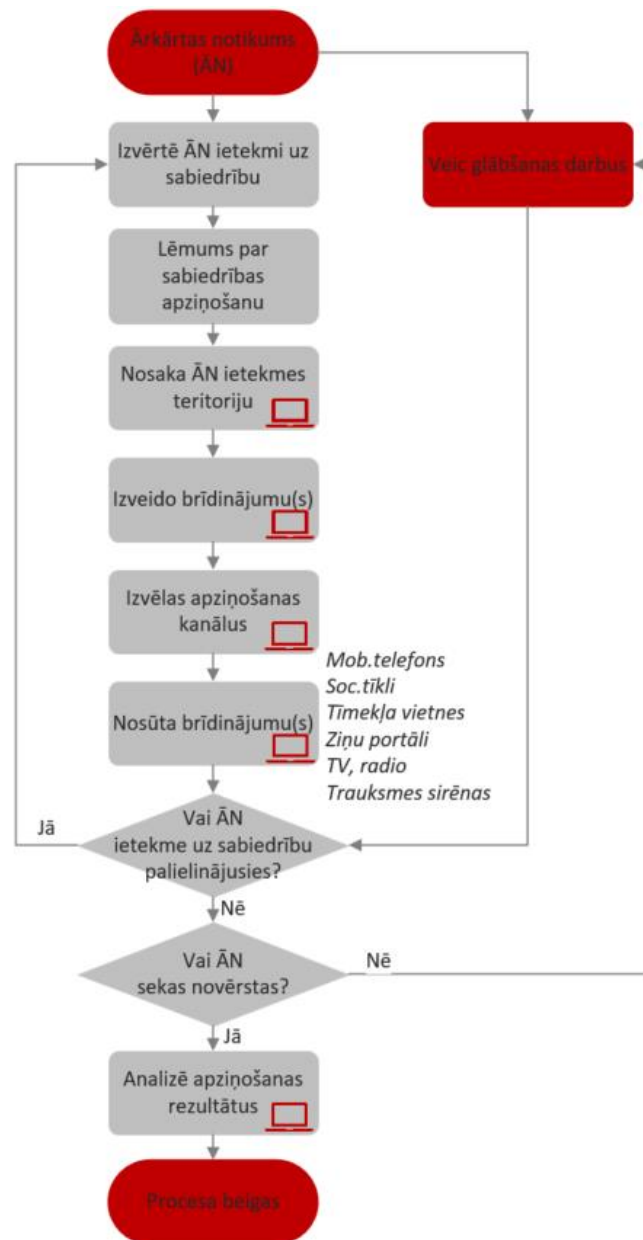 Ārkārtas notikums
(ĀN)
Izvērtē ĀN ietekmi uz
sabiedrību
Veic glābšanas darbus
Lēmums par
sabiedrības
apziņošanu
Nosaka ĀN ietekmes
teritoriju
Izveido brīdinājumu(s)
Izvēlas apziņošanas
kanālus
Nosūta brīdinājumu(s)
Mob.telefons
Soc.tīkli
Tīmekļa vietnes
Ziņu portāli
TV, radio
Trauksmes sirēnas
Jā
Vai ĀN
ietekme uz sabiedrību
palielinājusies?
Nē
Vai ĀN
sekas novērstas?
Nē
Jā
Analizē apziņošanas
rezultātus
Procesa beigas